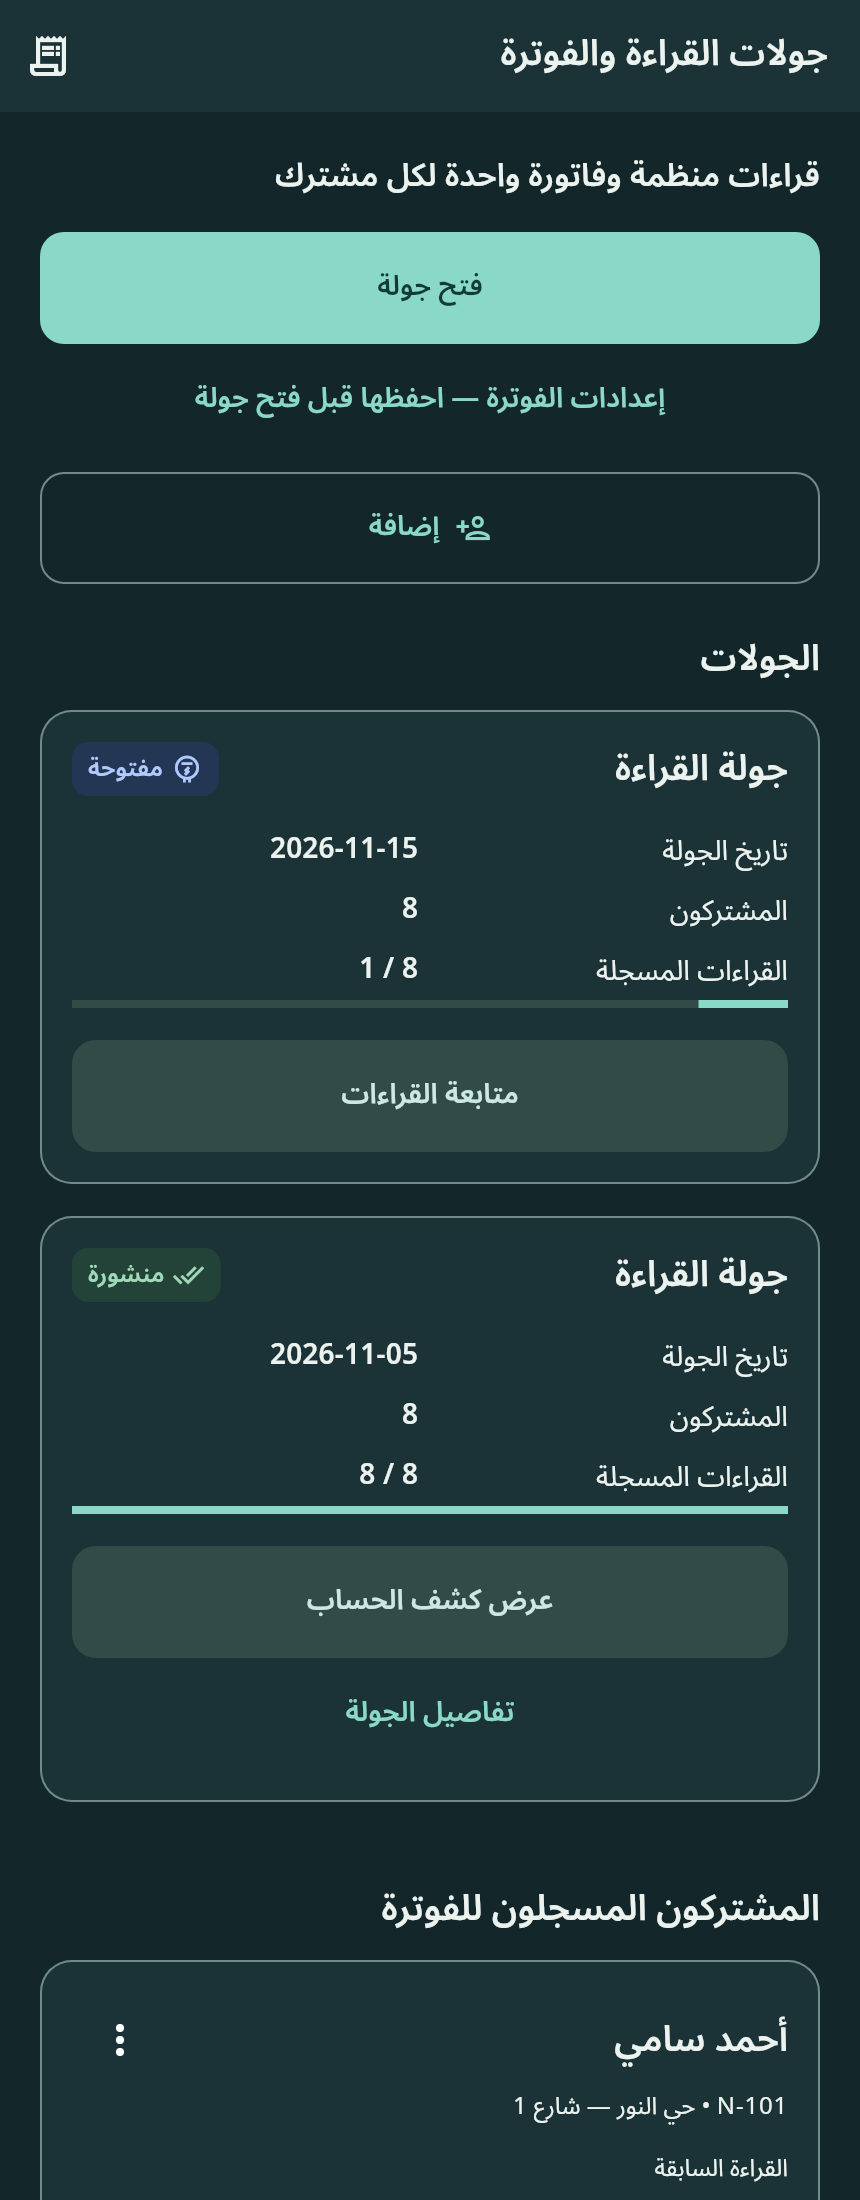 جولات القراءة والفوترة
قراءات منظمة وفاتورة واحدة لكل مشترك
فتح جولة
إعدادات الفوترة — احفظها قبل فتح جولة
إضافة
الجولات
جولة القراءة
مفتوحة
تاريخ الجولة 2026-11-15
المشتركون 8
القراءات المسجلة 1 / 8
متابعة القراءات
جولة القراءة
منشورة
تاريخ الجولة 2026-11-05
المشتركون 8
القراءات المسجلة 8 / 8
عرض كشف الحساب
تفاصيل الجولة
المشتركون المسجلون للفوترة
أحمد سامي
N-101 • حي النور — شارع 1
القراءة السابقة